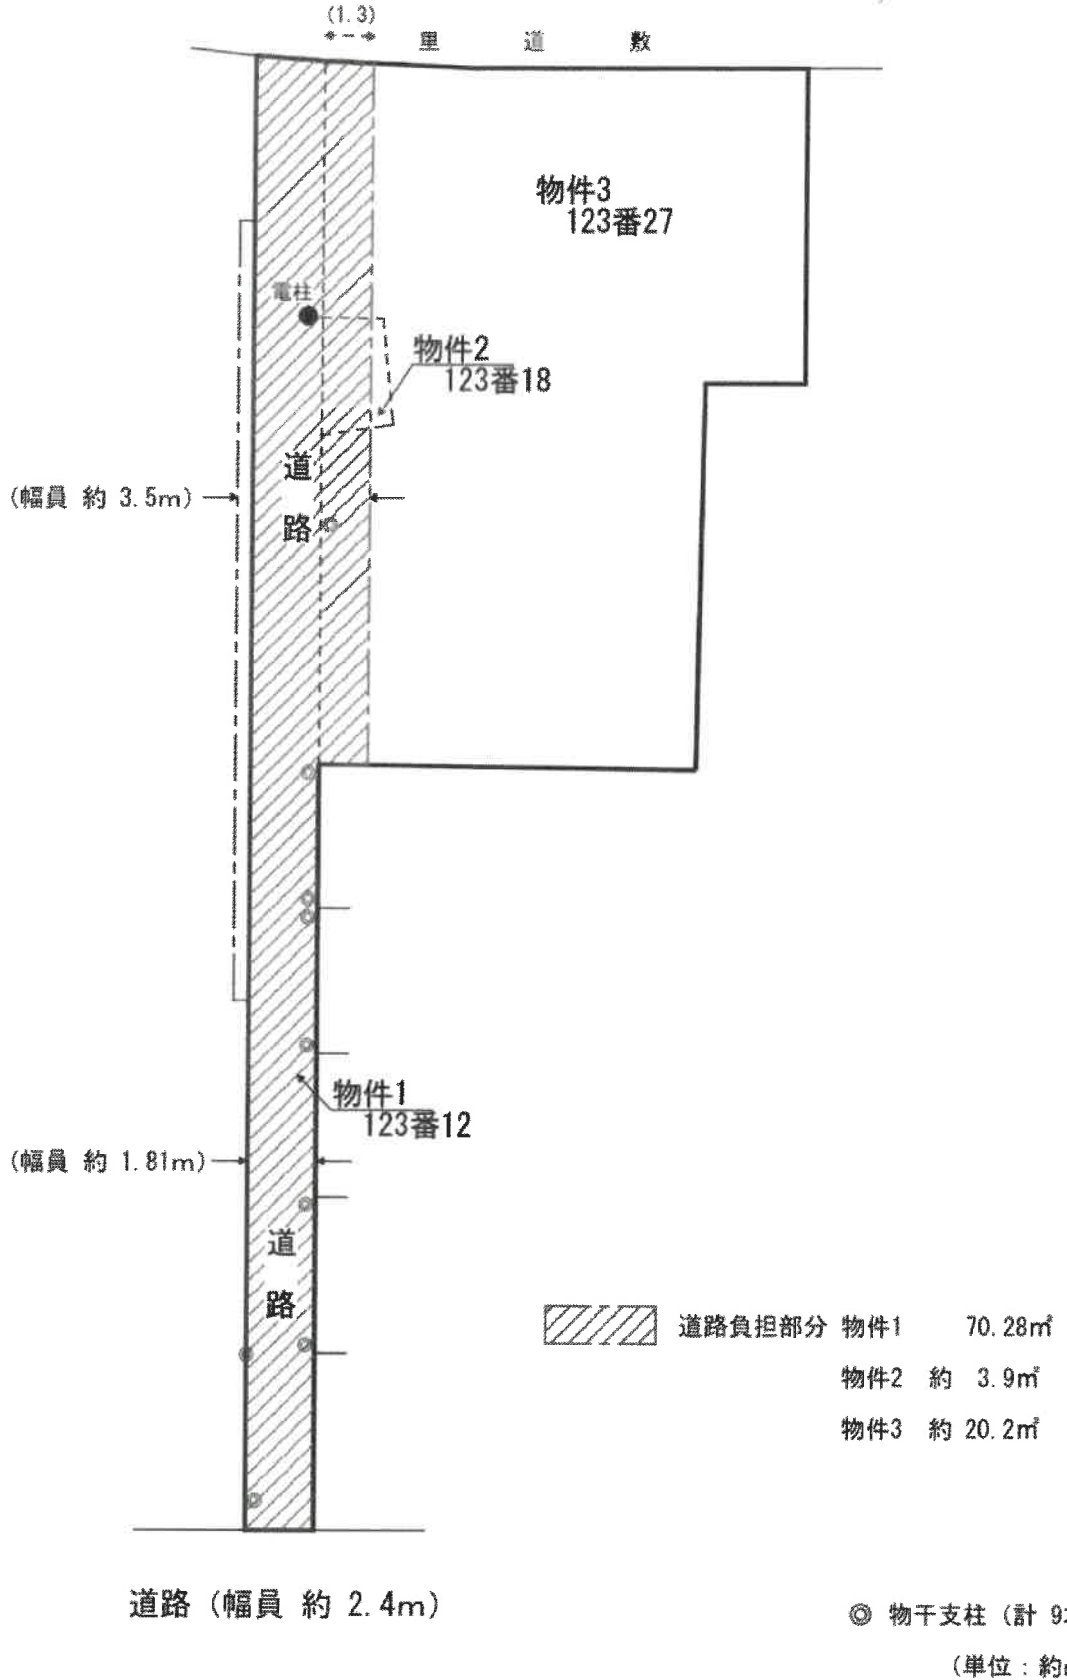 (1.3)
里道敷
物件3
123番27
電柱
物件2
123番18
道路
(幅員 約 3.5m)
物件1
123番12
(幅員 約 1.81m)
道路
道路負担部分 物件1 70.28㎡
物件2 約 3.9㎡
物件3 約 20.2㎡
道路 (幅員 約 2.4m)
◎ 物干支柱 (計 9
(単位：約